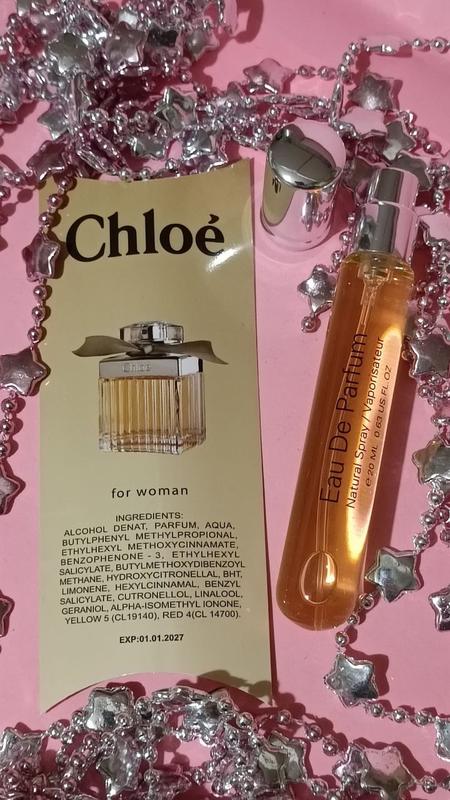 Chloé
Chloé
for woman
INGREDIENTS:
ALCOHOL DENAT, PARFUM, AQUA,
BUTYLPHENYL METHYLPROPIONAL,
ETHYLHEXYL METHOXYCINNAMATE,
BENZOPHENONE - 3, ETHYLHEXYL
SALICYLATE, BUTYLMETHOXYDIBENZOYL
METHANE, HYDROXYCITRONELLAL, BHT,
LIMONENE, HEXYLCINNAMAL, BENZYL
SALICYLATE, CUTRONELLOL, LINALOOL,
GERANIOL, ALPHA-ISOMETHYL IONONE,
YELLOW 5 (CL19140), RED 4(CL 14700).
EXP:01.01.2027
Eau De Parfum
Natural Spray / Vaporisateur
e 20 ML 0.63 US FL OZ